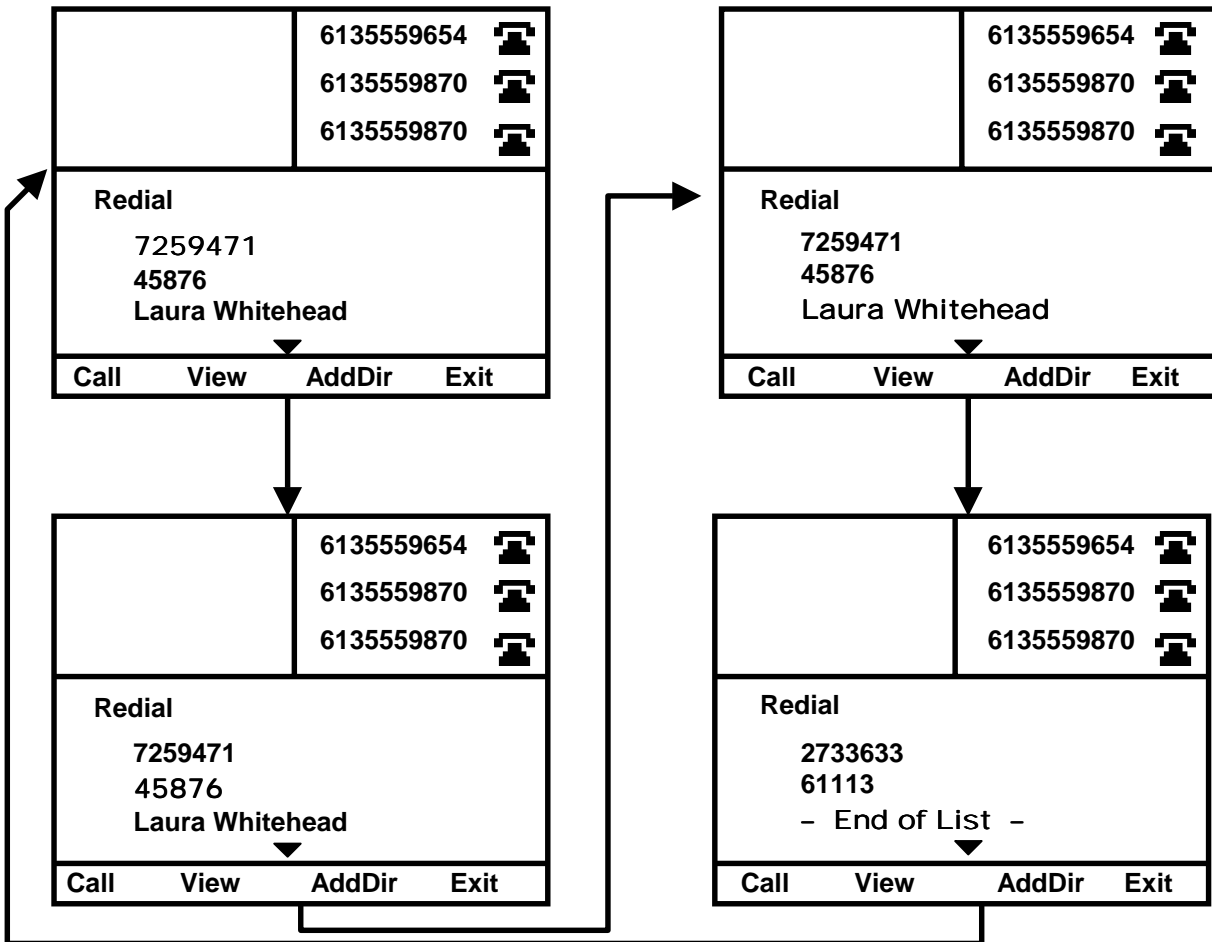 6135559654
6135559870
6135559870
Redial
7259471
45876
Laura Whitehead
Call View AddDir Exit
6135559654
6135559870
6135559870
Redial
7259471
45876
Laura Whitehead
Call View AddDir Exit
6135559654
6135559870
6135559870
Redial
7259471
45876
Laura Whitehead
Call View AddDir Exit
6135559654
6135559870
6135559870
Redial
2733633
61113
– End of List –
Call View AddDir Exit